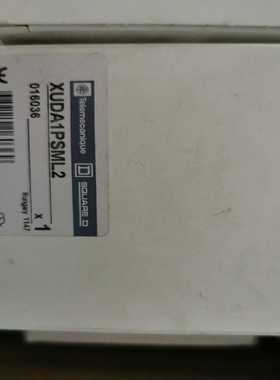 Telemecanique
SQUARE D
XUDA1PSML2
x 1
016036